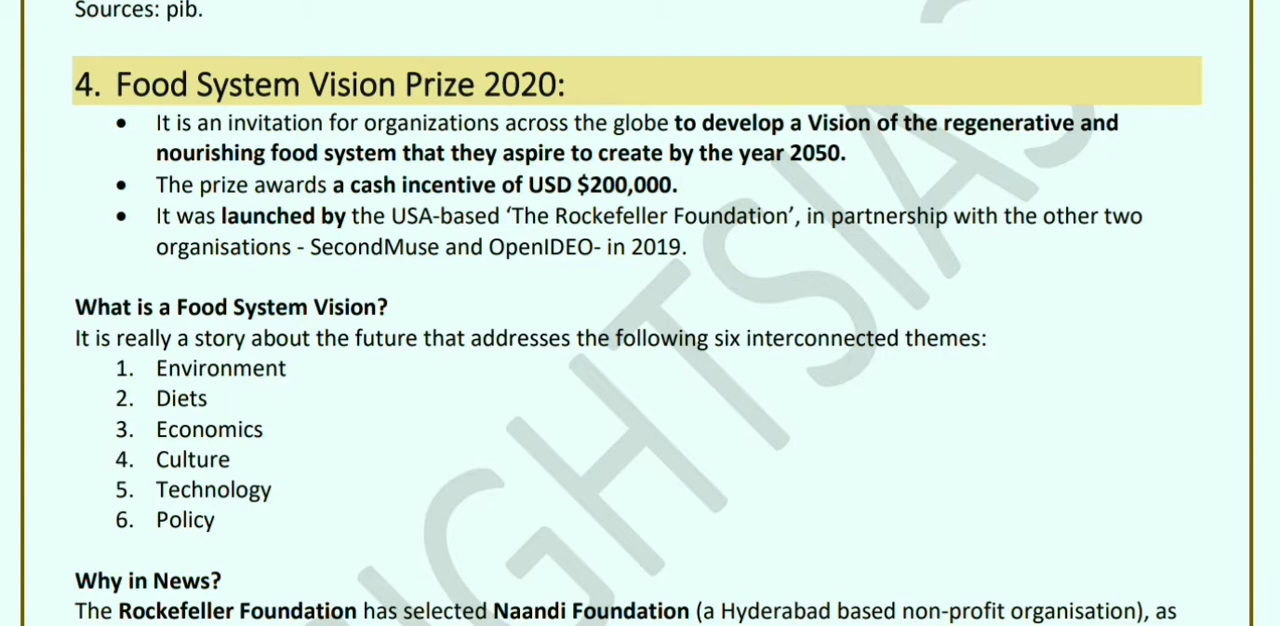 Sources: pib.
4. Food System Vision Prize 2020:
• It is an invitation for organizations across the globe to develop a Vision of the regenerative and
nourishing food system that they aspire to create by the year 2050.
• The prize awards a cash incentive of USD $200,000.
• It was launched by the USA-based ‘The Rockefeller Foundation’, in partnership with the other two
organisations - SecondMuse and OpenIDEO- in 2019.
What is a Food System Vision?
It is really a story about the future that addresses the following six interconnected themes:
1. Environment
2. Diets
3. Economics
4. Culture
5. Technology
6. Policy
Why in News?
The Rockefeller Foundation has selected Naandi Foundation (a Hyderabad based non-profit organisation), as